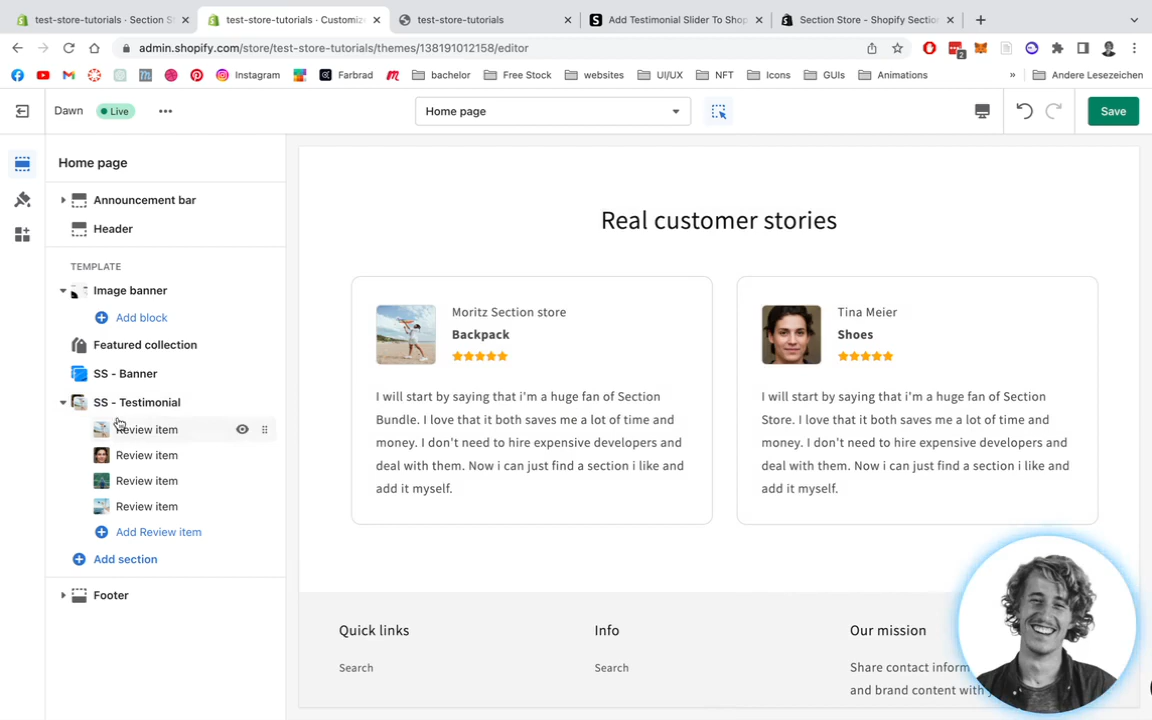 test-store-tutorials · Section S
test-store-tutorials · Customiz
test-store-tutorials
Add Testimonial Slider To Shop
Section Store - Shopify Section
admin.shopify.com/store/test-store-tutorials/themes/138191012158/editor
2
Instagram
Farbrad
bachelor
Free Stock
websites
UI/UX
NFT
Icons
GUIs
Animations
»
Andere Lesezeichen
Dawn
Live
Home page
Save
Home page
Announcement bar
Header
TEMPLATE
Image banner
Add block
Featured collection
SS - Banner
SS - Testimonial
Review item
Review item
Review item
Review item
Add Review item
Add section
Footer
Real customer stories
Moritz Section store
Backpack
I will start by saying that i'm a huge fan of Section
Bundle. I love that it both saves me a lot of time and
money. I don't need to hire expensive developers and
deal with them. Now i can just find a section i like and
add it myself.
Tina Meier
Shoes
I will start by saying that i'm a huge fan of Section
Store. I love that it both saves me a lot of time and
money. I don't need to hire expensive developers and
deal with them. Now i can just find a section i like and
add it myself.
Quick links
Search
Info
Search
Our mission
Share contact inform
and brand content with